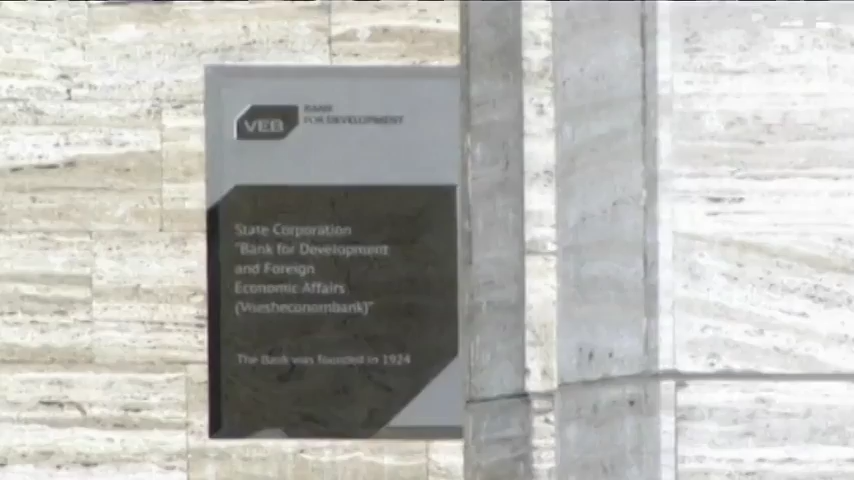 VEB
BANK
FOR DEVELOPMENT
State Corporation
"Bank for Development
and Foreign
Economic Affairs
(Vnesheconombank)"
The Bank was founded in 1924